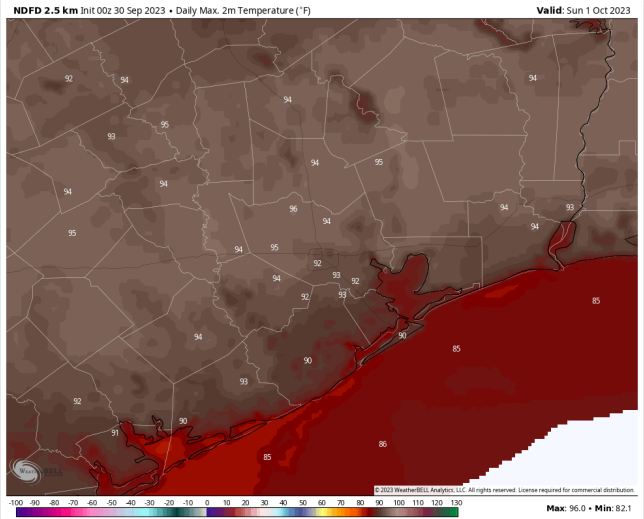 NDFD 2.5 km Init 00z 30 Sep 2023 • Daily Max. 2m Temperature (°F) Valid: Sun 1 Oct 2023
92 94 94
94
95
93
94 95
94 94
96 94 93
94 94
95
94 95
92
94 93 92
92 93 85
90
94 85
90
93
92
90
91
86
85
WeatherBELL
© 2023 WeatherBELL Analytics, LLC. All rights reserved. License required for commercial distribution.
-100 -90 -80 -70 -60 -50 -40 -30 -20 -10 0 10 20 30 40 50 60 70 80 90 100 110 120 130 Max: 96.0 • Min: 82.1